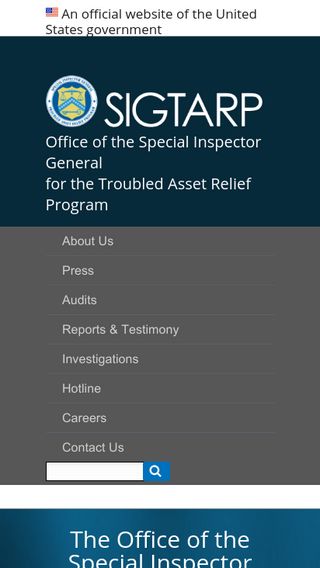 An official website of the United
States government
SIGTARP
Office of the Special Inspector
General
for the Troubled Asset Relief
Program
About Us
Press
Audits
Reports & Testimony
Investigations
Hotline
Careers
Contact Us
The Office of the
Special Inspector